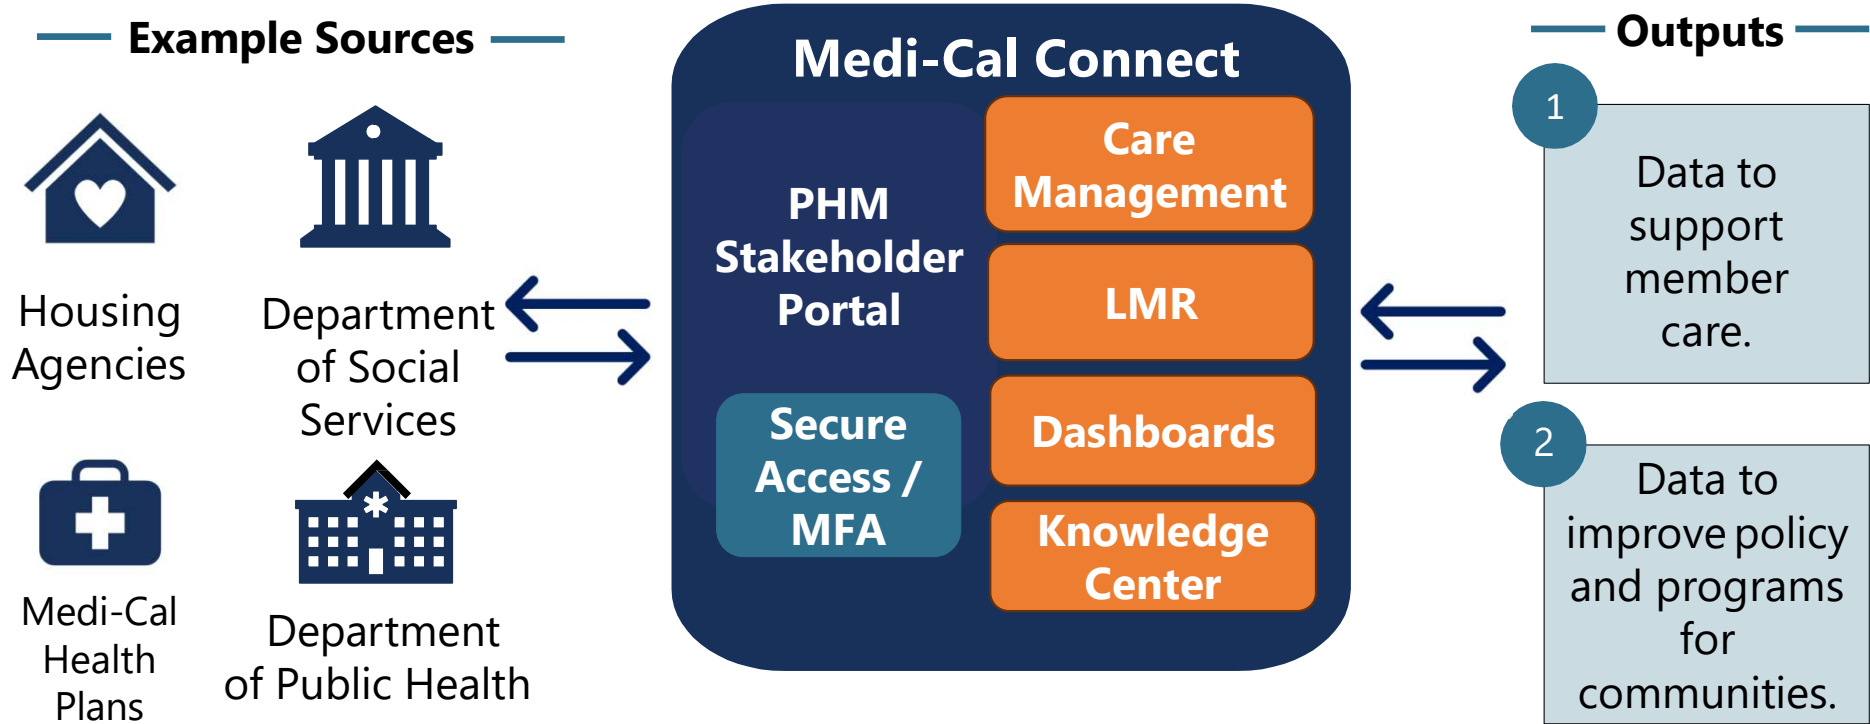 Example Sources
Housing
Agencies
Department
of Social
Services
Medi-Cal
Health
Plans
Department
of Public Health
Medi-Cal Connect
PHM
Stakeholder
Portal
Secure
Access /
MFA
Care
Management
LMR
Dashboards
Knowledge
Center
Outputs
1
Data to
support
member
care.
2
Data to
improve policy
and programs
for
communities.